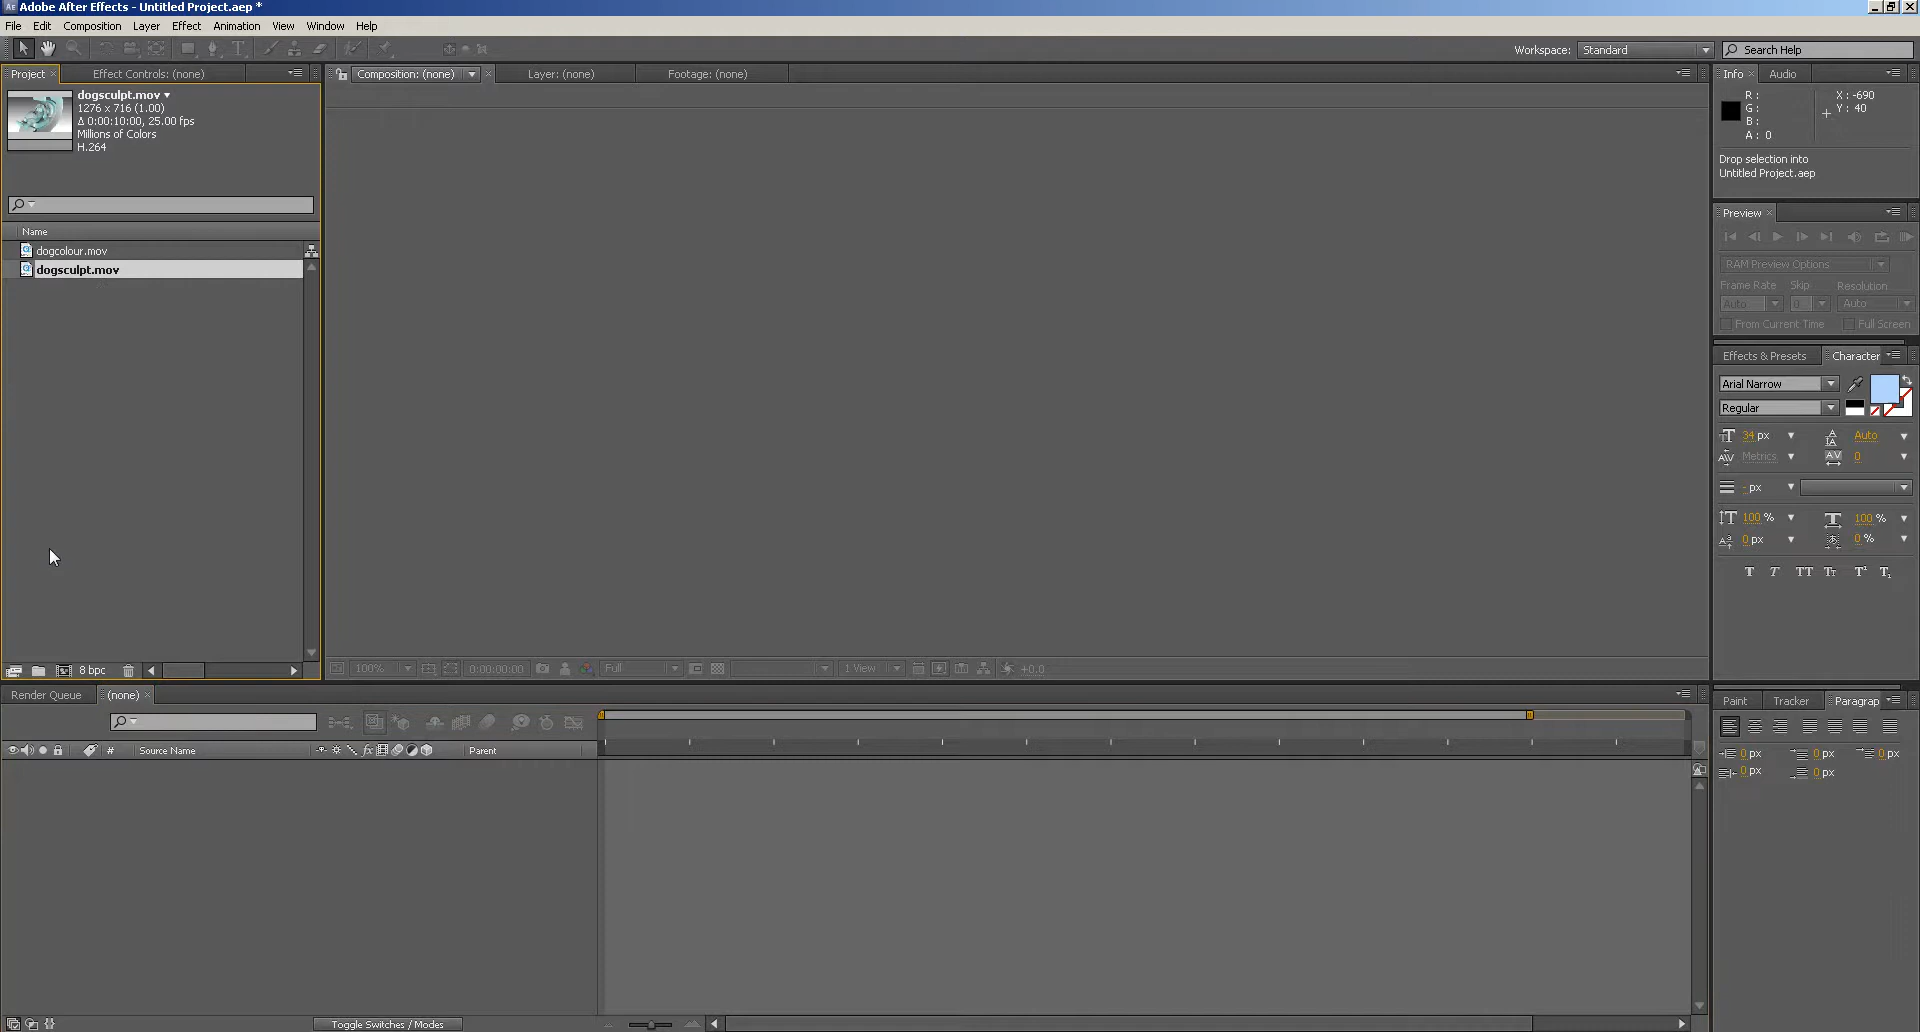 Adobe After Effects - Untitled Project.aep *
File Edit Composition Layer Effect Animation View Window Help
Workspace: Standard Search Help
Project Effect Controls: (none) Composition: (none) Layer: (none) Footage: (none) Info Audio
dogsculpt.mov
1276 x 716 (1.00)
Δ 0:00:10:00, 25.00 fps
Millions of Colors
H.264
R :
G :
B :
A : 0
X : -690
Y : 40
Drop selection into
Untitled Project.aep
Preview
RAM Preview Options
Frame Rate Skip Resolution
Auto 0 Auto
From Current Time Full Screen
Name
dogcolour.mov
dogsculpt.mov
Effects & Presets Character
Arial Narrow
Regular
34 px Auto
Metrics 0
- px
100 % 100 %
0 px 0 %
T T TT Tt T¹ T₁
8 bpc
100% 0:00:00:00 Full 1 View +0.0
Render Queue (none)
# Source Name fx Parent
Toggle Switches / Modes
Paint Tracker Paragrap
0 px 0 px 0 px
0 px 0 px